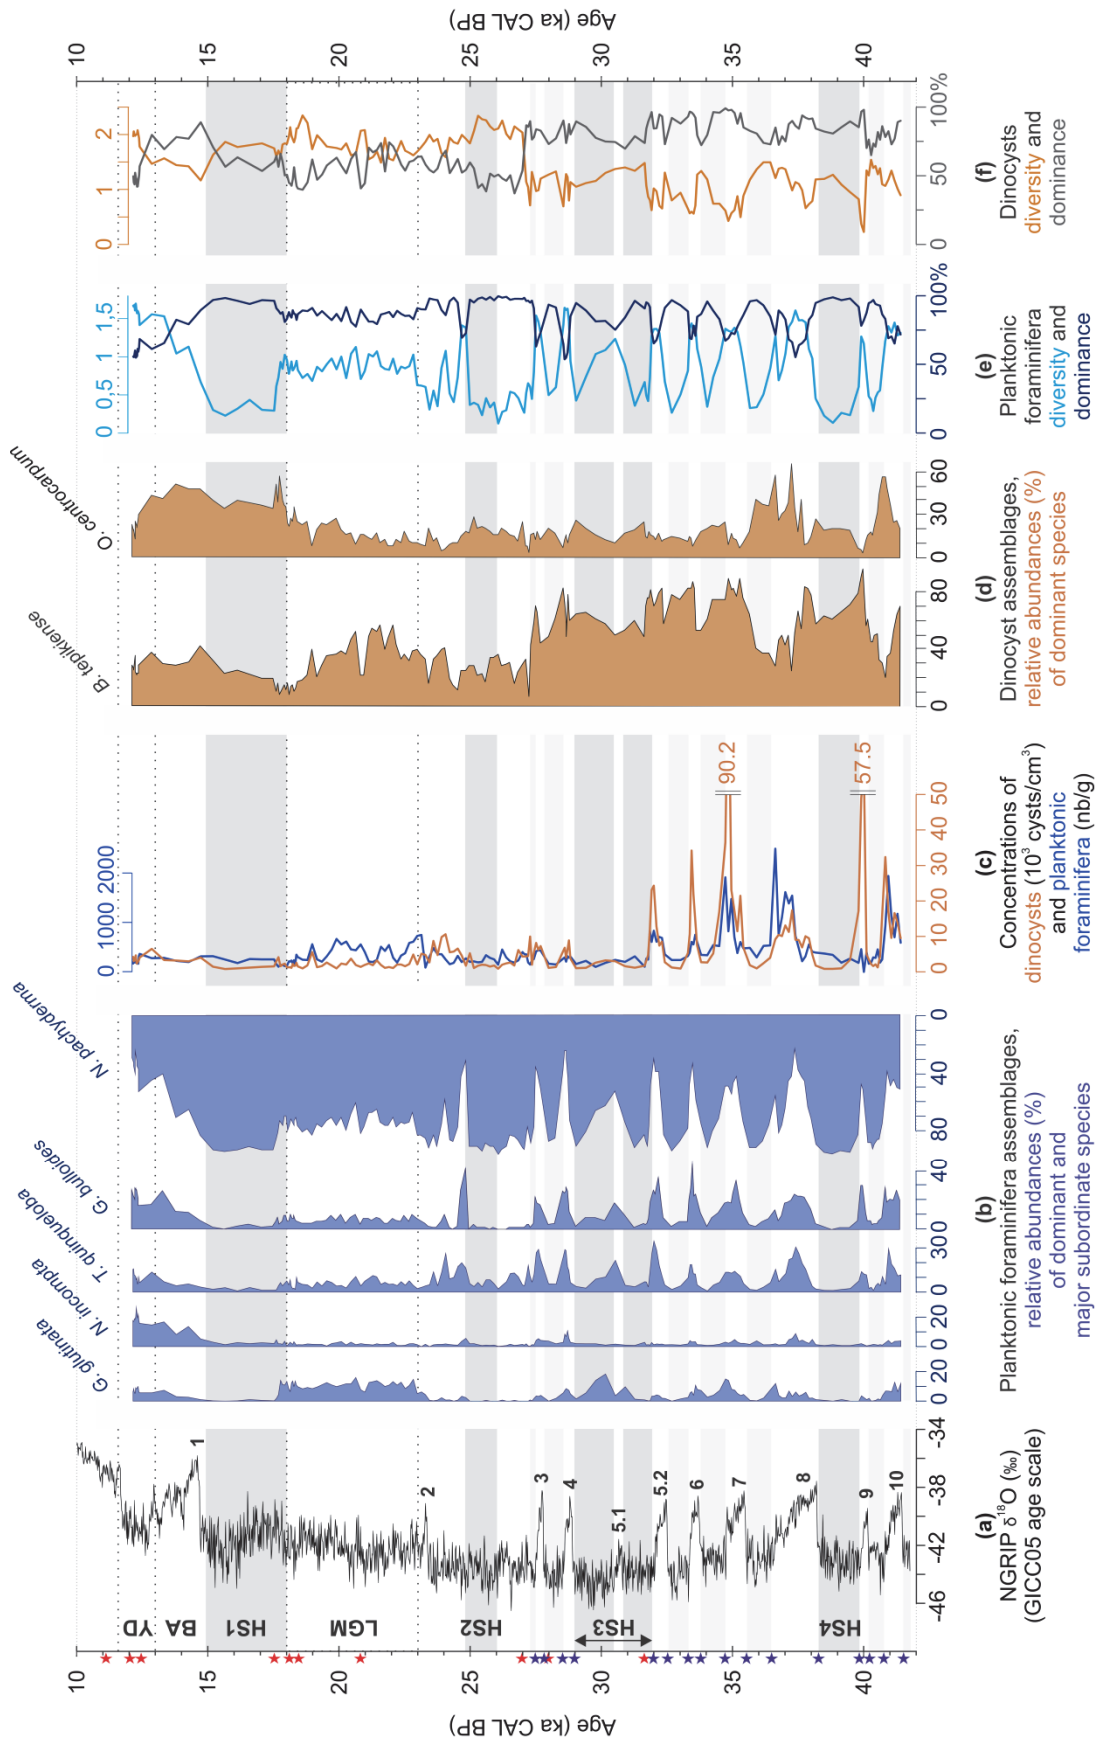 Age (ka CAL BP)
10
15
20
25
30
35
40
YD
BA
HS1
LGM
HS2
HS3
HS4
1
2
3
4
5.1
5.2
6
7
8
9
10
-46
-42
-38
-34
(a)
NGRIP δ18O (‰)
(GICC05 age scale)
G. glutinata
N. incompta
T. quinqueloba
G. bulloides
N. pachyderma
0
20
0
20
0
30
0
40
80
40
0
(b)
Planktonic foraminifera assemblages,
relative abundances (%)
of dominant and
major subordinate species
0
1000
2000
90.2
57.5
0
10
20
30
40
50
(c)
Concentrations of
dinocysts (10³ cysts/cm³)
and planktonic
foraminifera (nb/g)
B. tepikiense
O. centrocarpum
0
40
80
0
30
60
(d)
Dinocyst assemblages,
relative abundances (%)
of dominant species
0
0.5
1
1.5
0
50
100%
(e)
Planktonic
foraminifera
diversity and
dominance
0
1
2
0
50
100%
(f)
Dinocysts
diversity and
dominance
10
15
20
25
30
35
40
Age (ka CAL BP)